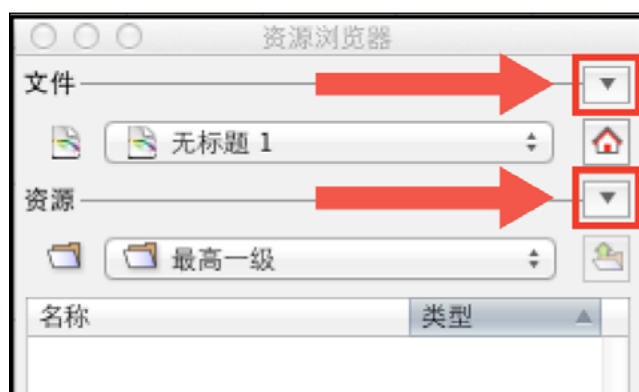 资源浏览器
文件
无标题 1
资源
最高一级
名称 类型